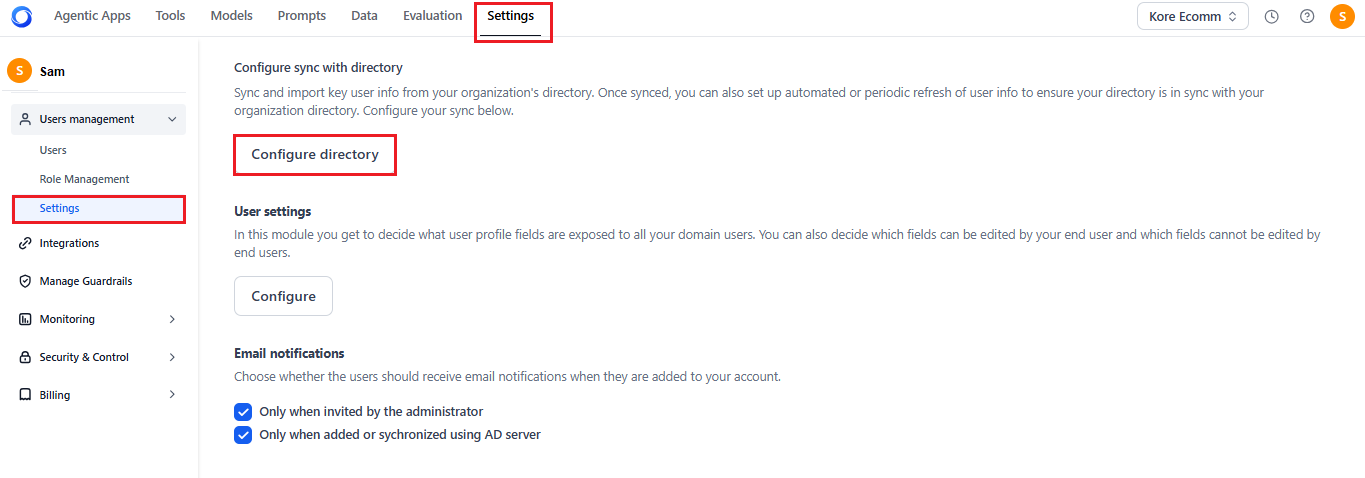 Agentic Apps Tools Models Prompts Data Evaluation Settings Kore Ecomm S
S Sam
Users management
Users
Role Management
Settings
Integrations
Manage Guardrails
Monitoring
Security & Control
Billing
Configure sync with directory
Sync and import key user info from your organization's directory. Once synced, you can also set up automated or periodic refresh of user info to ensure your directory is in sync with your
organization directory. Configure your sync below.
Configure directory
User settings
In this module you get to decide what user profile fields are exposed to all your domain users. You can also decide which fields can be edited by your end user and which fields cannot be edited by
end users.
Configure
Email notifications
Choose whether the users should receive email notifications when they are added to your account.
Only when invited by the administrator
Only when added or sychronized using AD server